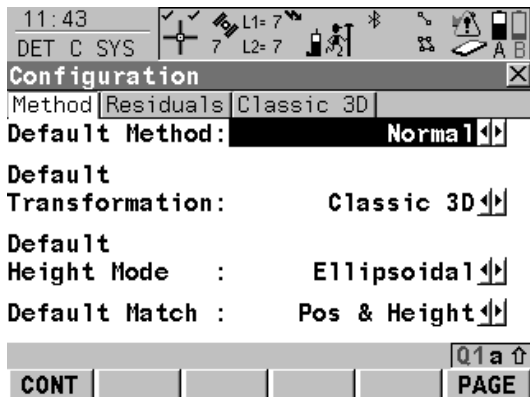 11:43
DET C SYS
7 L1= 7
L2= 7
A B
Configuration
Method Residuals Classic 3D
Default Method: Normal
Default
Transformation: Classic 3D
Default
Height Mode : Ellipsoidal
Default Match : Pos & Height
Q1 a ⇧
CONT PAGE